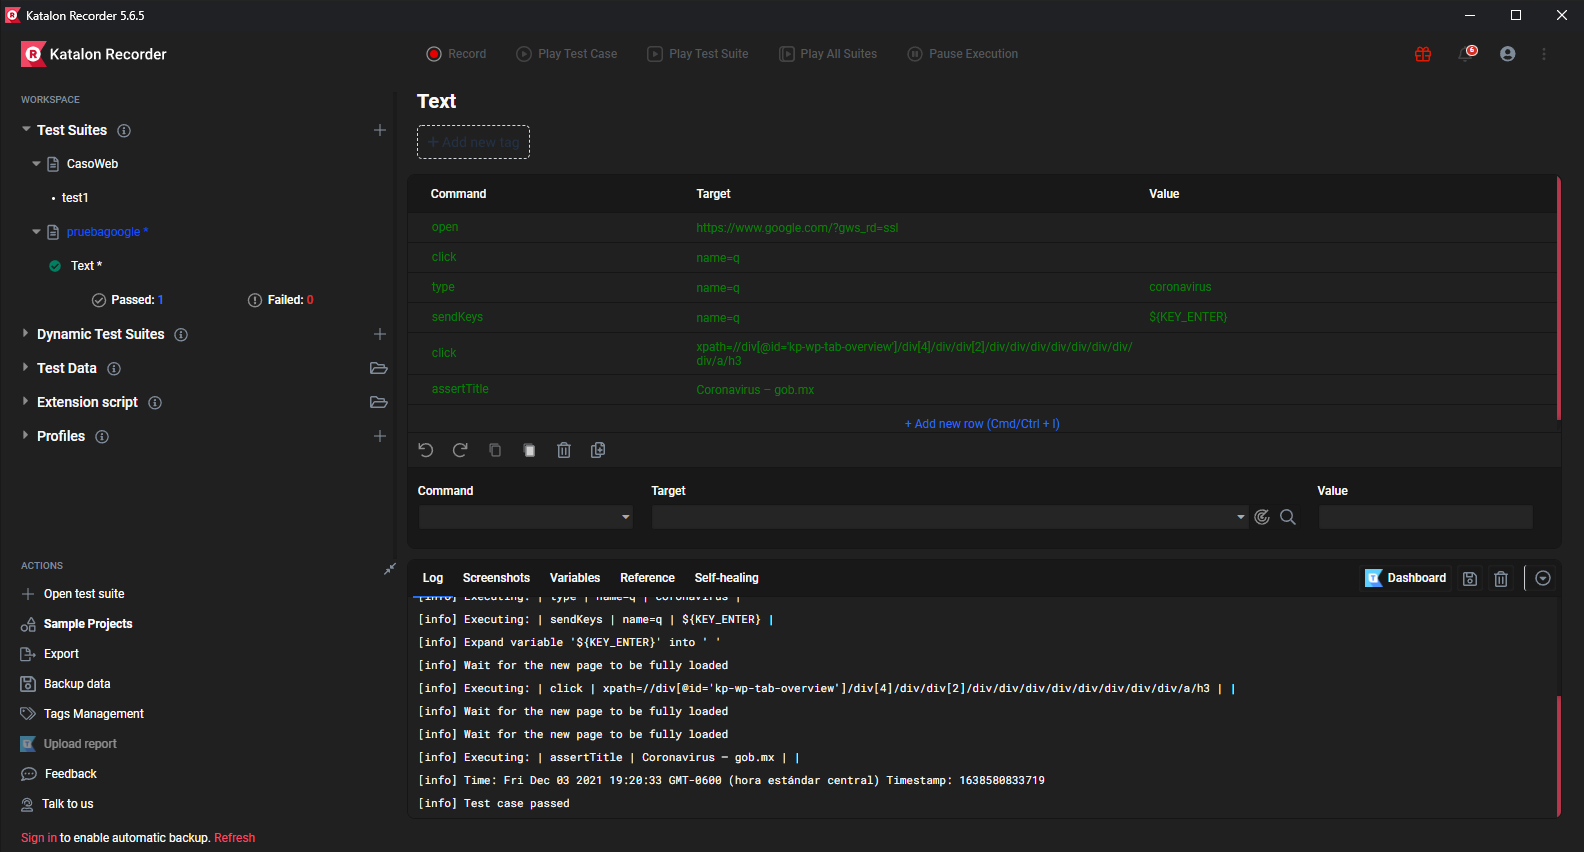 Katalon Recorder 5.6.5
Katalon Recorder
Record
Play Test Case
Play Test Suite
Play All Suites
Pause Execution
6
WORKSPACE
Test Suites
CasoWeb
test1
pruebagoogle *
Text *
Passed: 1
Failed: 0
Dynamic Test Suites
Test Data
Extension script
Profiles
ACTIONS
Open test suite
Sample Projects
Export
Backup data
Tags Management
Upload report
Feedback
Talk to us
Sign in to enable automatic backup. Refresh
Text
+ Add new tag
Command Target Value
open https://www.google.com/?gws_rd=ssl
click name=q
type name=q coronavirus
sendKeys name=q ${KEY_ENTER}
click xpath=//div[@id='kp-wp-tab-overview']/div[4]/div/div[2]/div/div/div/div/div/div/div/
div/a/h3
assertTitle Coronavirus – gob.mx
+ Add new row (Cmd/Ctrl + I)
Command Target Value
Log Screenshots Variables Reference Self-healing
Dashboard
[info] Executing: | type | name=q | coronavirus |
[info] Executing: | sendKeys | name=q | ${KEY_ENTER} |
[info] Expand variable '${KEY_ENTER}' into ' '
[info] Wait for the new page to be fully loaded
[info] Executing: | click | xpath=//div[@id='kp-wp-tab-overview']/div[4]/div/div[2]/div/div/div/div/div/div/div/div/a/h3 | |
[info] Wait for the new page to be fully loaded
[info] Wait for the new page to be fully loaded
[info] Executing: | assertTitle | Coronavirus – gob.mx | |
[info] Time: Fri Dec 03 2021 19:20:33 GMT-0600 (hora estándar central) Timestamp: 1638580833719
[info] Test case passed